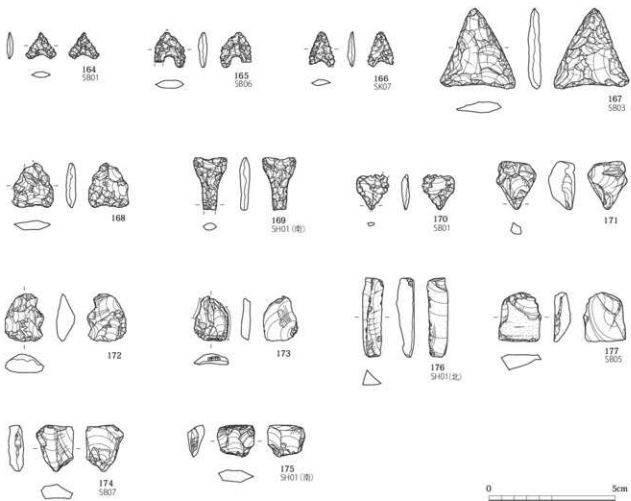 164
SB01
165
SB06
166
SK07
167
SB03
168
169
SH01（南）
170
SB01
171
172
173
176
SH01（北）
177
SB05
174
SB07
175
SH01（南）
0 5cm